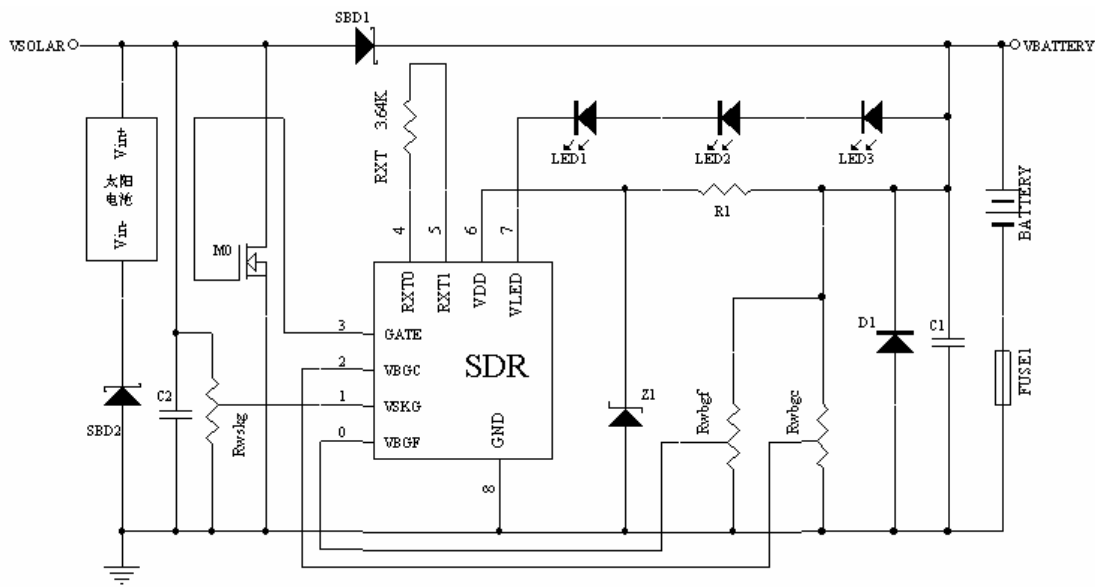 SBD1
VSOLAR
VBATTERY
RXT 3.64K
LED1
LED2
LED3
Vin+
太阳
电池
Vin-
M0
R1
BATTERY
4
5
6
7
RXT0
RXT1
VDD
VLED
3
GATE
2
VBGC
SDR
1
VSKG
0
VBGF
GND
8
SBD2
C2
Rwskg
Z1
Rwbgf
Rwbgc
D1
C1
FUSE1